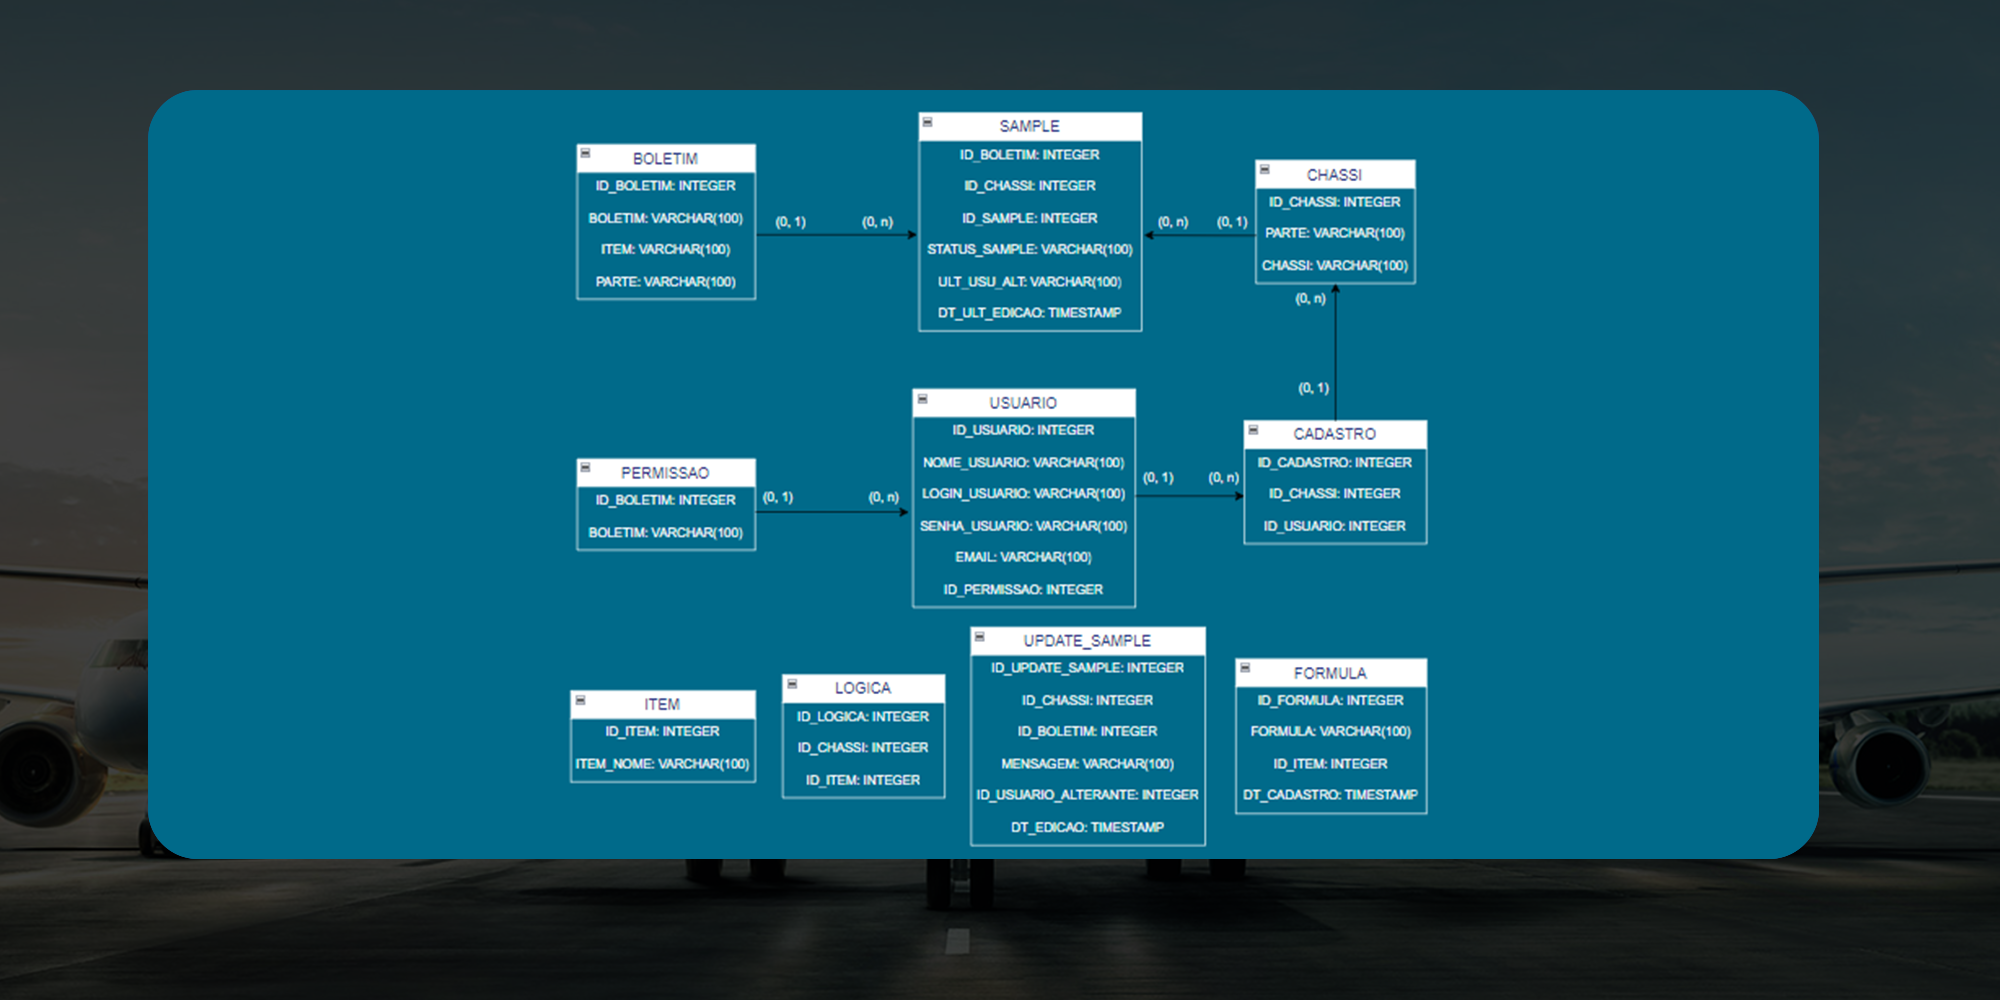 SAMPLE
ID_BOLETIM: INTEGER
ID_CHASSI: INTEGER
ID_SAMPLE: INTEGER
STATUS_SAMPLE: VARCHAR(100)
ULT_USU_ALT: VARCHAR(100)
DT_ULT_EDICAO: TIMESTAMP
BOLETIM
ID_BOLETIM: INTEGER
BOLETIM: VARCHAR(100)
ITEM: VARCHAR(100)
PARTE: VARCHAR(100)
(0, 1)
(0, n)
(0, n)
(0, 1)
CHASSI
ID_CHASSI: INTEGER
PARTE: VARCHAR(100)
CHASSI: VARCHAR(100)
(0, n)
(0, 1)
USUARIO
ID_USUARIO: INTEGER
NOME_USUARIO: VARCHAR(100)
LOGIN_USUARIO: VARCHAR(100)
SENHA_USUARIO: VARCHAR(100)
EMAIL: VARCHAR(100)
ID_PERMISSAO: INTEGER
PERMISSAO
ID_BOLETIM: INTEGER
BOLETIM: VARCHAR(100)
(0, 1)
(0, n)
(0, 1)
(0, n)
CADASTRO
ID_CADASTRO: INTEGER
ID_CHASSI: INTEGER
ID_USUARIO: INTEGER
ITEM
ID_ITEM: INTEGER
ITEM_NOME: VARCHAR(100)
LOGICA
ID_LOGICA: INTEGER
ID_CHASSI: INTEGER
ID_ITEM: INTEGER
UPDATE_SAMPLE
ID_UPDATE_SAMPLE: INTEGER
ID_CHASSI: INTEGER
ID_BOLETIM: INTEGER
MENSAGEM: VARCHAR(100)
ID_USUARIO_ALTERANTE: INTEGER
DT_EDICAO: TIMESTAMP
FORMULA
ID_FORMULA: INTEGER
FORMULA: VARCHAR(100)
ID_ITEM: INTEGER
DT_CADASTRO: TIMESTAMP